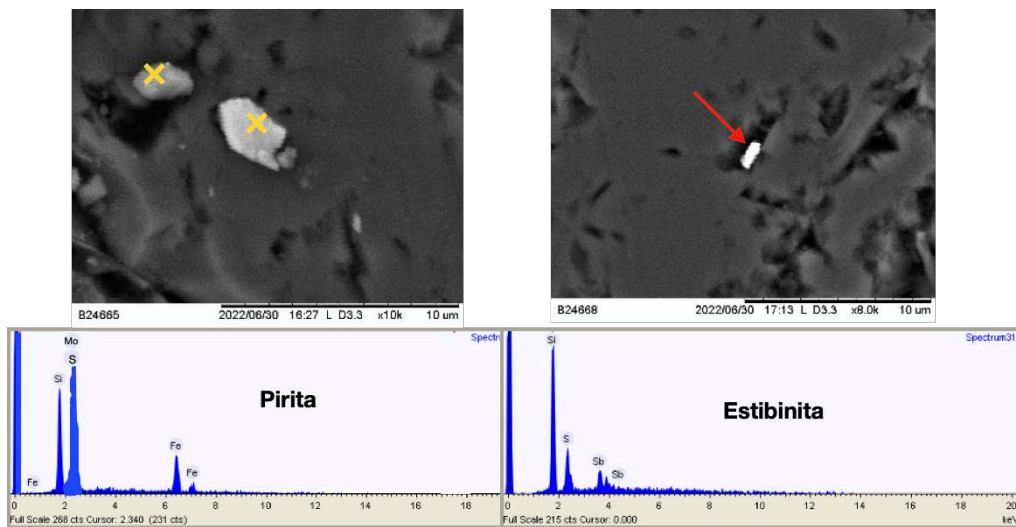 B24665 2022/06/30 16:27 L D3.3 x10k 10 um
B24668 2022/06/30 17:13 L D3.3 x8.0k 10 um
Mo
S
Si
Fe
Fe
Fe
Pirita
0 2 4 6 8 10 12 14 16 18
Full Scale 268 cts Cursor: 2.340 (231 cts)
Spectrum31
Si
S
Sb
Sb
Estibinita
0 2 4 6 8 10 12 14 16 18 20
Full Scale 215 cts Cursor: 0.000